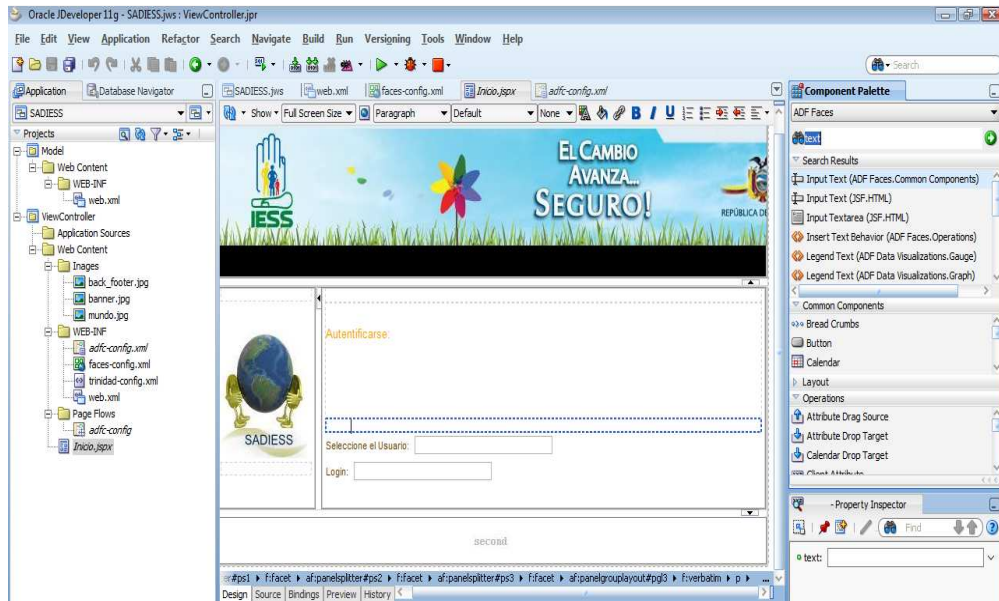 Oracle JDeveloper 11g - SADIESS.jws : ViewController.jpr
File Edit View Application Refactor Search Navigate Build Run Versioning Tools Window Help
Search
Application Database Navigator
SADIESS
Projects
Model
Web Content
WEB-INF
web.xml
ViewController
Application Sources
Web Content
Images
back_footer.jpg
banner.jpg
mundo.jpg
WEB-INF
adfc-config.xml
faces-config.xml
trinidad-config.xml
web.xml
Page Flows
adfc-config
Inicio.jspx
SADIESS.jws web.xml faces-config.xml Inicio.jspx adfc-config.xml
Show Full Screen Size Paragraph Default None B I U
IESS
EL CAMBIO
AVANZA...
SEGURO!
REPÚBLICA DE
Autentificarse:
SADIESS
Seleccione el Usuario:
Login:
second
#ps1 f:facet af:panelsplitter#ps2 f:facet af:panelsplitter#ps3 f:facet af:panelgrouplayout#pgl3 f:verbatim p ...
Design Source Bindings Preview History
Component Palette
ADF Faces
text
Search Results
Input Text (ADF Faces.Common Components)
Input Text (JSF.HTML)
Input Textarea (JSF.HTML)
Insert Text Behavior (ADF Faces.Operations)
Legend Text (ADF Data Visualizations.Gauge)
Legend Text (ADF Data Visualizations.Graph)
Common Components
Bread Crumbs
Button
Calendar
Layout
Operations
Attribute Drag Source
Attribute Drop Target
Calendar Drop Target
Client Attribute
- Property Inspector
Find
text: